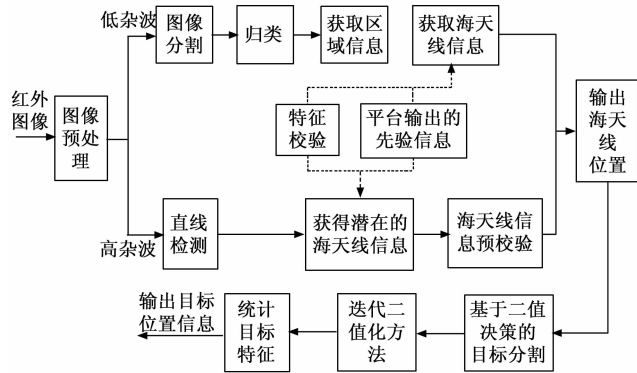 低杂波
图像
分割
归类
获取区
域信息
获取海天
线信息
红外
图像
图像
预处
理
特征
校验
平台输出的
先验信息
输出
海天
线
位置
高杂波
直线
检测
获得潜在的
海天线信息
海天线信
息预校验
输出目标
位置信息
统计
目标
特征
迭代二
值化方
法
基于二值
决策的
目标分割